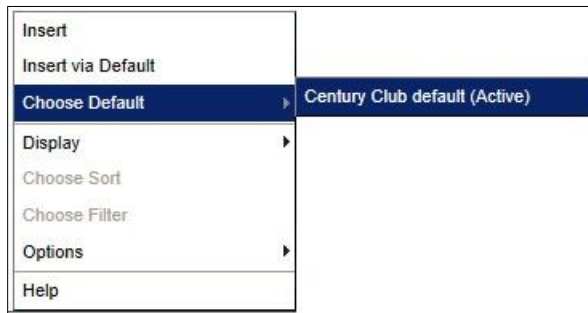 Insert
Insert via Default
Choose Default
Century Club default (Active)
Display
Choose Sort
Choose Filter
Options
Help